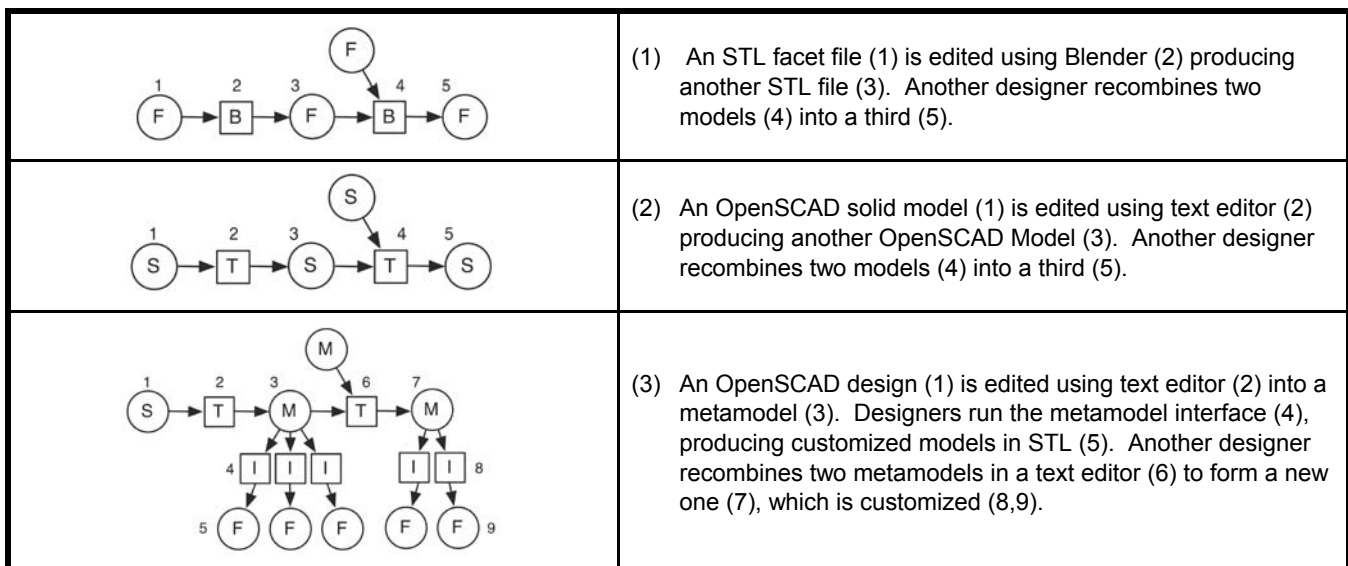 F
1 2 3 4 5
F B F B F
(1) An STL facet file (1) is edited using Blender (2) producing
another STL file (3). Another designer recombines two
models (4) into a third (5).
S
1 2 3 4 5
S T S T S
(2) An OpenSCAD solid model (1) is edited using text editor (2)
producing another OpenSCAD Model (3). Another designer
recombines two models (4) into a third (5).
M
1 2 3 6 7
S T M T M
4 I I I I I 8
5 F F F F F 9
(3) An OpenSCAD design (1) is edited using text editor (2) into a
metamodel (3). Designers run the metamodel interface (4),
producing customized models in STL (5). Another designer
recombines two metamodels in a text editor (6) to form a new
one (7), which is customized (8,9).